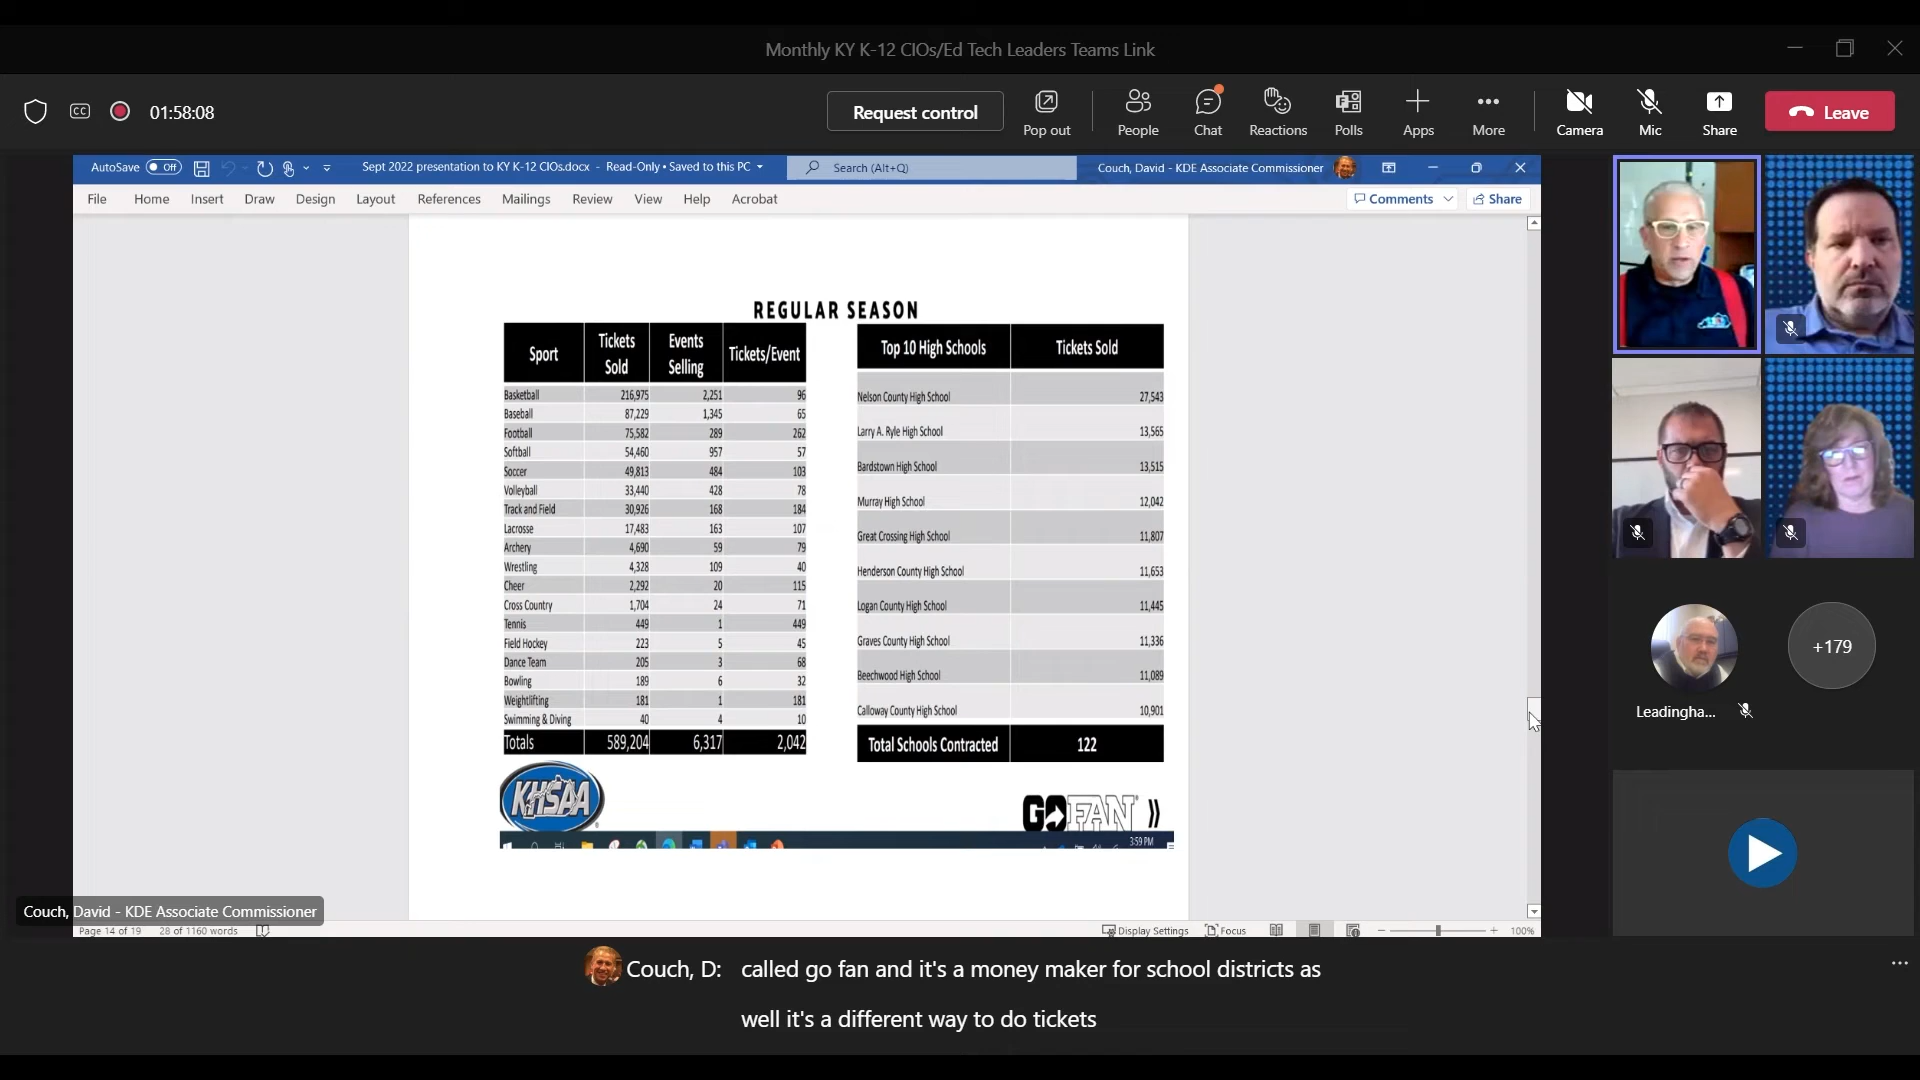 Monthly KY K-12 CIOs/Ed Tech Leaders Teams Link
CC
01:58:08
Request control
Pop out
People
Chat
Reactions
Polls
Apps
More
Camera
Mic
Share
Leave
AutoSave Off
Sept 2022 presentation to KY K-12 CIOs.docx - Read-Only • Saved to this PC
Search (Alt+Q)
Couch, David - KDE Associate Commissioner
File Home Insert Draw Design Layout References Mailings Review View Help Acrobat
Comments
Share
REGULAR SEASON
Sport Tickets Sold Events Selling Tickets/Event
Basketball 216,975 2,251 96
Baseball 87,229 1,345 65
Football 75,582 289 262
Softball 54,460 957 57
Soccer 49,813 484 103
Volleyball 33,440 428 78
Track and Field 30,926 168 184
Lacrosse 17,483 163 107
Archery 4,690 59 79
Wrestling 4,328 109 40
Cheer 2,292 20 115
Cross Country 1,704 24 71
Tennis 449 1 449
Field Hockey 223 5 45
Dance Team 205 3 68
Bowling 189 6 32
Weightlifting 181 1 181
Swimming & Diving 40 4 10
Totals 589,204 6,317 2,042
Top 10 High Schools Tickets Sold
Nelson County High School 27,543
Larry A. Ryle High School 13,565
Bardstown High School 13,515
Murray High School 12,042
Great Crossing High School 11,807
Henderson County High School 11,653
Logan County High School 11,445
Graves County High School 11,336
Beechwood High School 11,089
Calloway County High School 10,901
Total Schools Contracted 122
KHSAA
GOFAN
3:59 PM
Leadingha...
+179
Couch, David - KDE Associate Commissioner
Page 14 of 19 28 of 1160 words
Display Settings
Focus
100%
Couch, D: called go fan and it's a money maker for school districts as
well it's a different way to do tickets